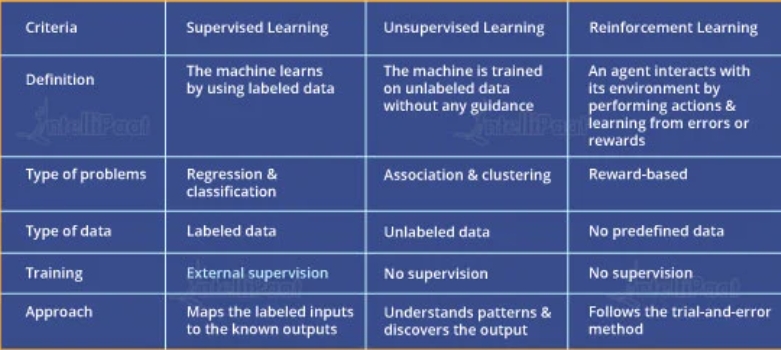 Criteria
Supervised Learning
Unsupervised Learning
Reinforcement Learning
Definition
The machine learns
by using labeled data
The machine is trained
on unlabeled data
without any guidance
An agent interacts with
its environment by
performing actions &
learning from errors or
rewards
Type of problems
Regression &
classification
Association & clustering
Reward-based
Type of data
Labeled data
Unlabeled data
No predefined data
Training
External supervision
No supervision
No supervision
Approach
Maps the labeled inputs
to the known outputs
Understands patterns &
discovers the output
Follows the trial-and-error
method